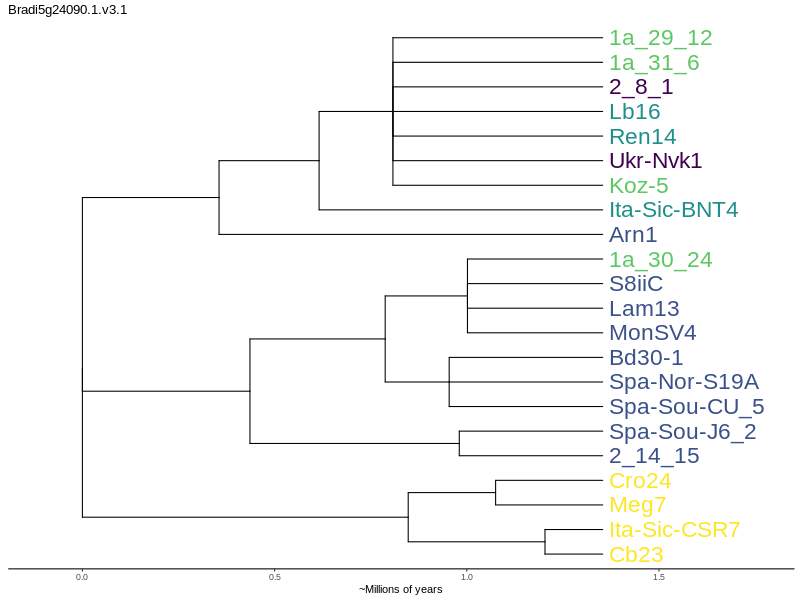 Bradi5g24090.1.v3.1
1a_29_12
1a_31_6
2_8_1
Lb16
Ren14
Ukr-Nvk1
Koz-5
Ita-Sic-BNT4
Arn1
1a_30_24
S8iiC
Lam13
MonSV4
Bd30-1
Spa-Nor-S19A
Spa-Sou-CU_5
Spa-Sou-J6_2
2_14_15
Cro24
Meg7
Ita-Sic-CSR7
Cb23
0.0 0.5 1.0 1.5
~Millions of years